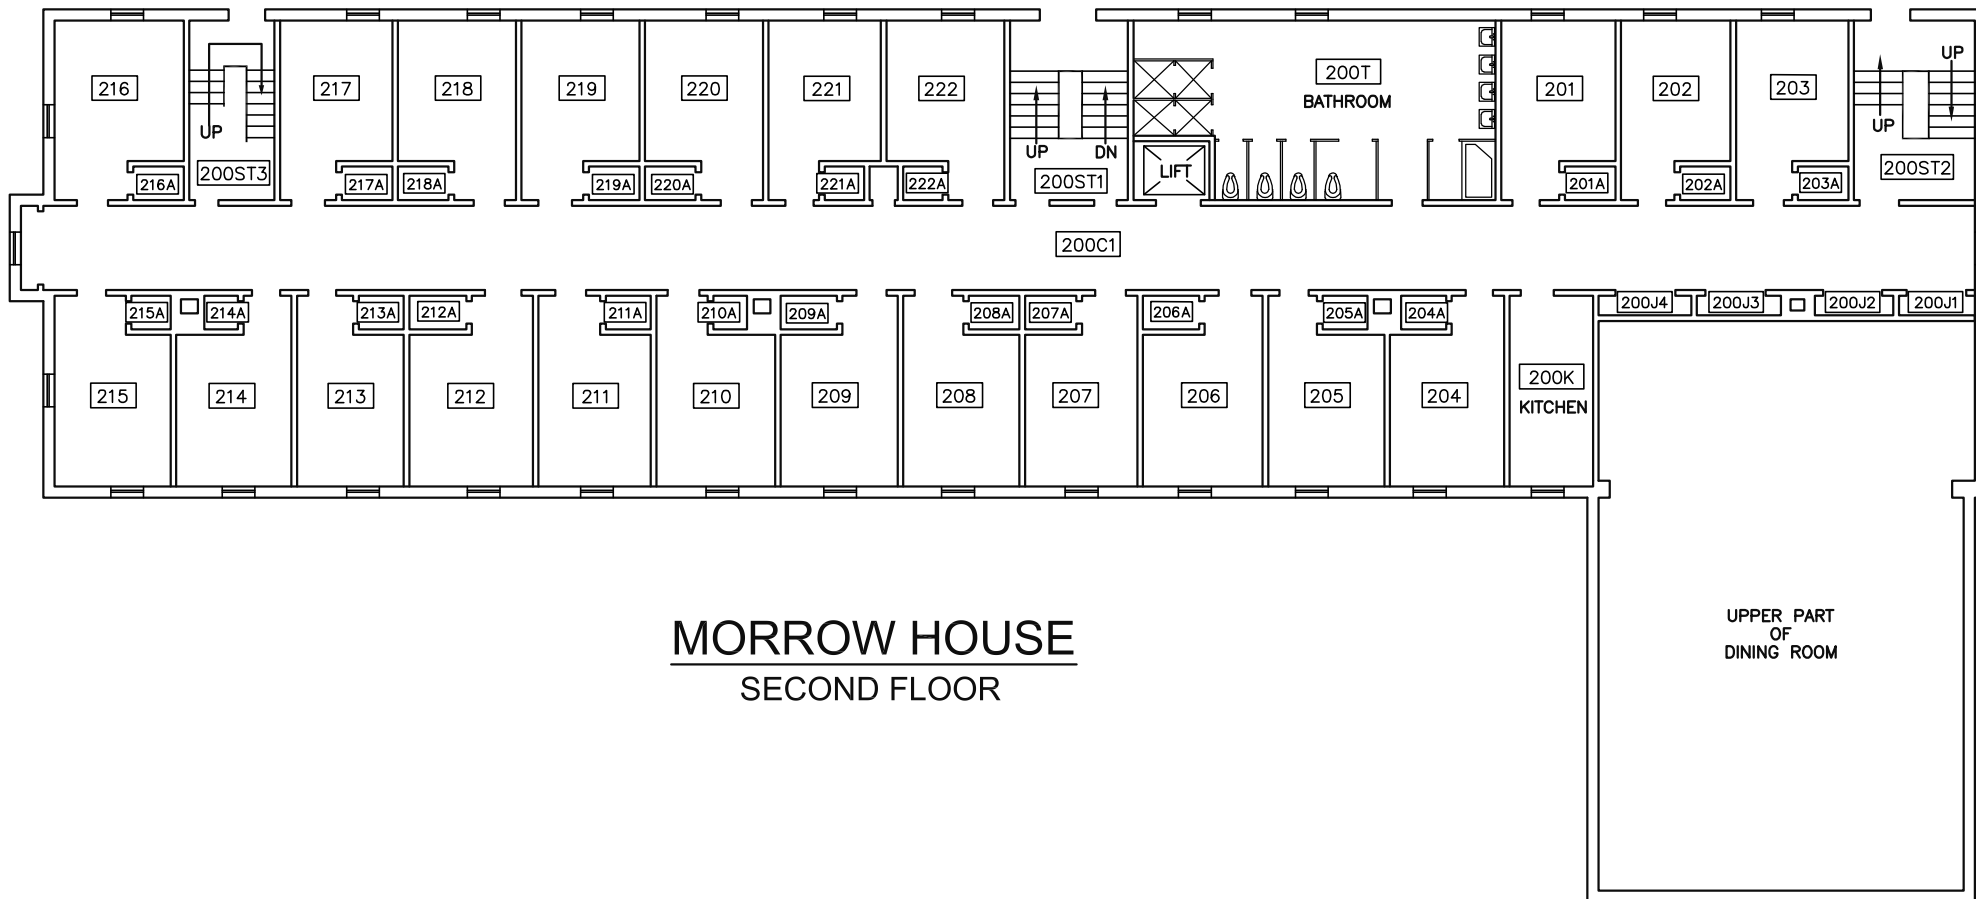 216
217
218
219
220
221
222
200T
BATHROOM
201
202
203
UP
UP
UP
UP
DN
216A
200ST3
217A
218A
219A
220A
221A
222A
200ST1
LIFT
201A
202A
203A
200ST2
200C1
215A
214A
213A
212A
211A
210A
209A
208A
207A
206A
205A
204A
200J4
200J3
200J2
200J1
215
214
213
212
211
210
209
208
207
206
205
204
200K
KITCHEN
UPPER PART
OF
DINING ROOM
MORROW HOUSE
SECOND FLOOR